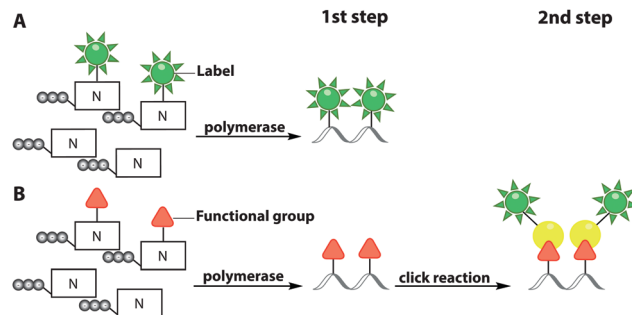 1st step
2nd step
A
N
Label
N
polymerase
N
N
B
N
Functional group
N
polymerase
click reaction
N
N